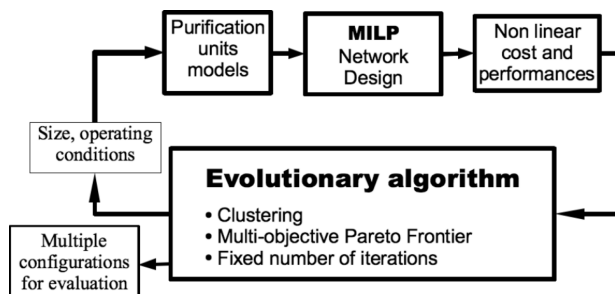 Purification
units
models
MILP
Network
Design
Non linear
cost and
performances
Size, operating
conditions
Evolutionary algorithm
• Clustering
• Multi-objective Pareto Frontier
• Fixed number of iterations
Multiple
configurations
for evaluation